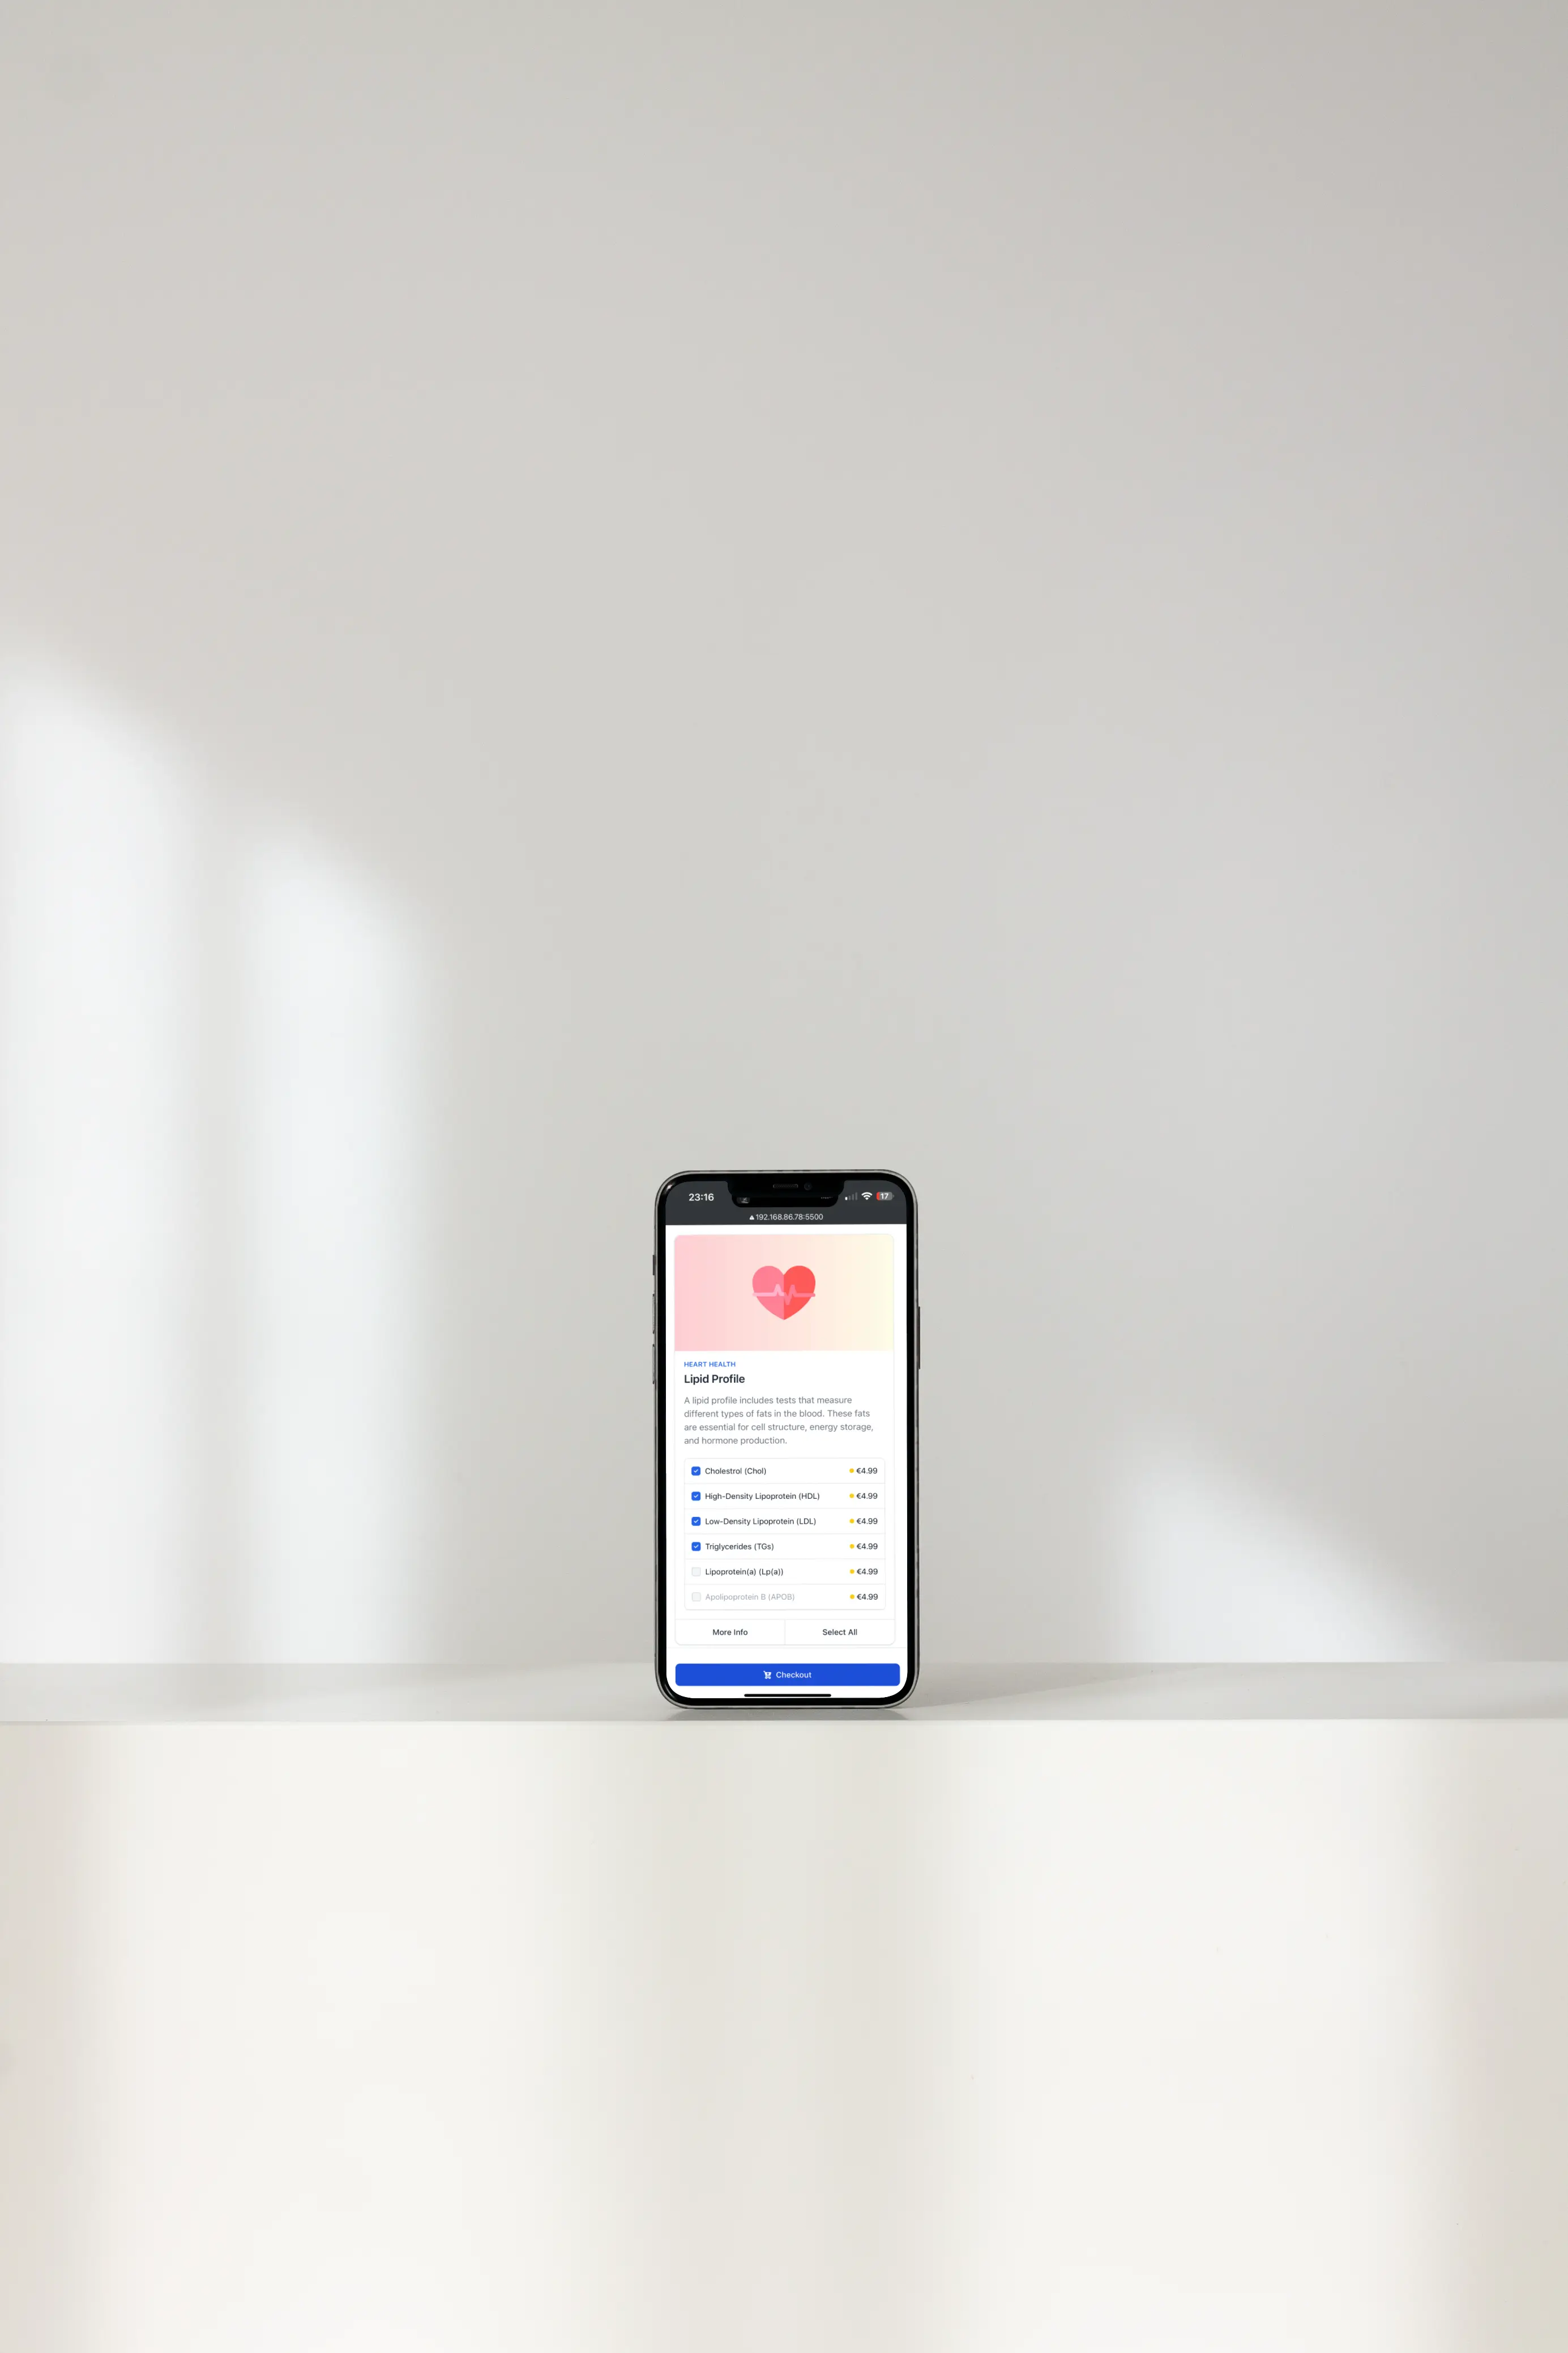 23:16
17
192.168.86.78:5500
HEART HEALTH
Lipid Profile
A lipid profile includes tests that measure
different types of fats in the blood. These fats
are essential for cell structure, energy storage,
and hormone production.
Cholestrol (Chol) €4.99
High-Density Lipoprotein (HDL) €4.99
Low-Density Lipoprotein (LDL) €4.99
Triglycerides (TGs) €4.99
Lipoprotein(a) (Lp(a)) €4.99
Apolipoprotein B (APOB) €4.99
More Info Select All
Checkout